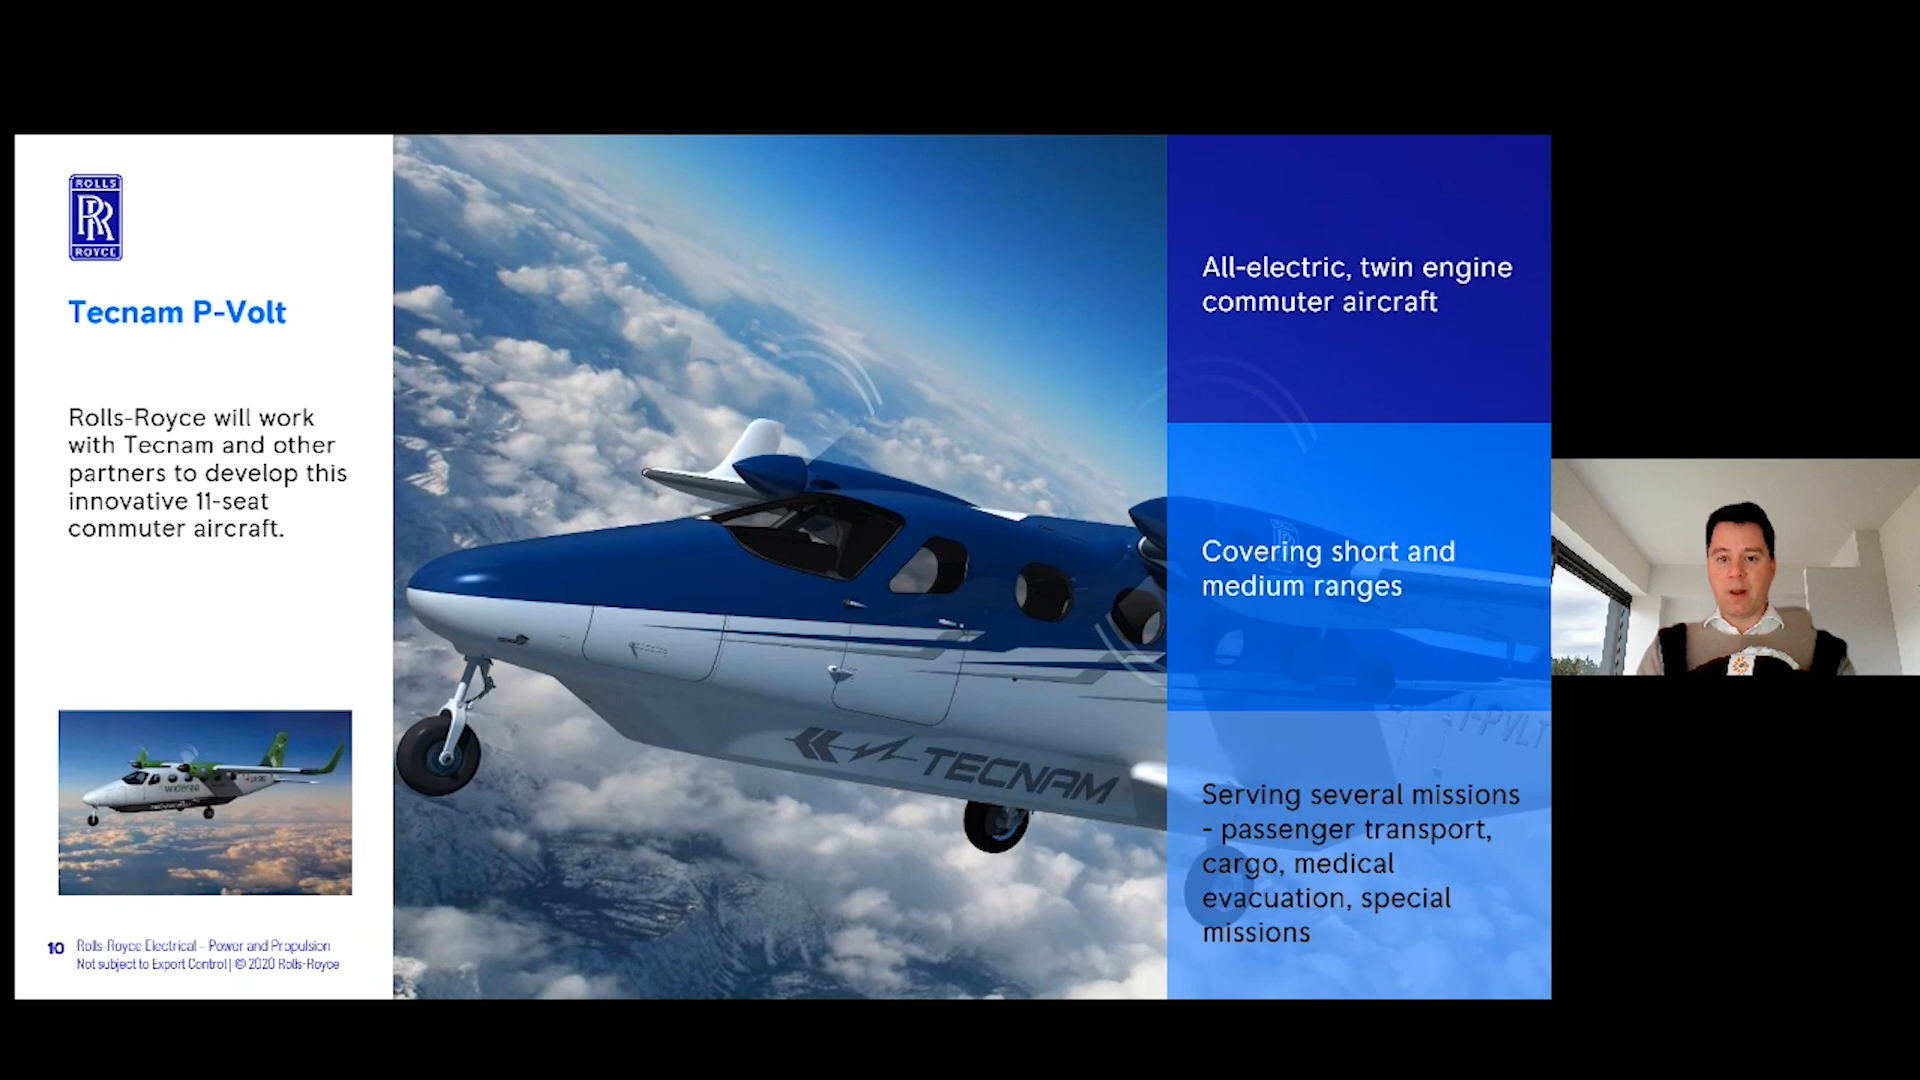 ROLLS
RR
ROYCE
Tecnam P-Volt
Rolls-Royce will work
with Tecnam and other
partners to develop this
innovative 11-seat
commuter aircraft.
widerøe
10 Rolls-Royce Electrical - Power and Propulsion
Not subject to Export Control | © 2020 Rolls-Royce
TECNAM
All-electric, twin engine
commuter aircraft
Covering short and
medium ranges
I-PVLT
Serving several missions
- passenger transport,
cargo, medical
evacuation, special
missions